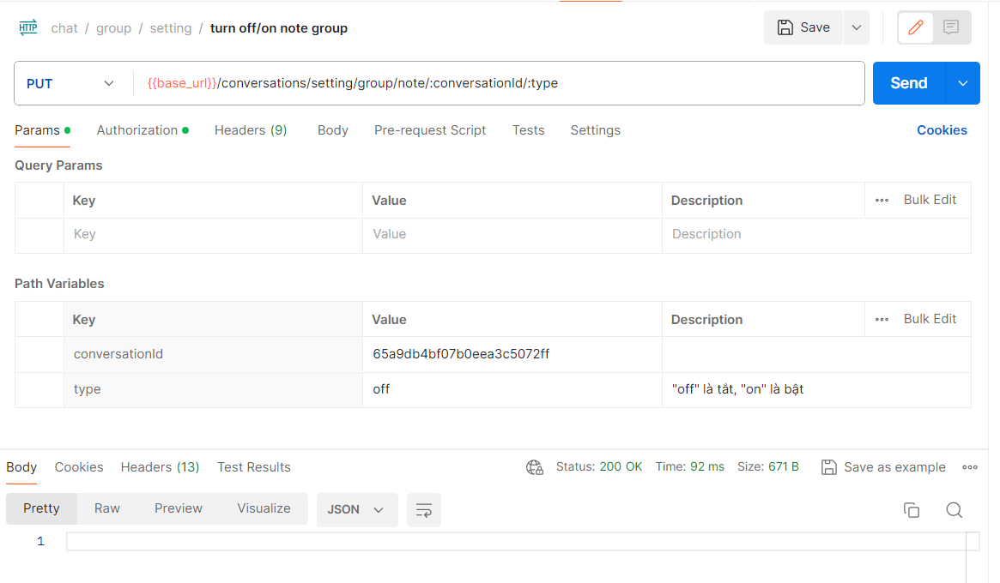 HTTP chat / group / setting / turn off/on note group Save
PUT {{base_url}}/conversations/setting/group/note/:conversationId/:type Send
Params Authorization Headers (9) Body Pre-request Script Tests Settings Cookies
Query Params
Key Value Description Bulk Edit
Key Value Description
Path Variables
Key Value Description Bulk Edit
conversationId 65a9db4bf07b0eea3c5072ff
type off "off" là tắt, "on" là bật
Body Cookies Headers (13) Test Results Status: 200 OK Time: 92 ms Size: 671 B Save as example
Pretty Raw Preview Visualize JSON
1